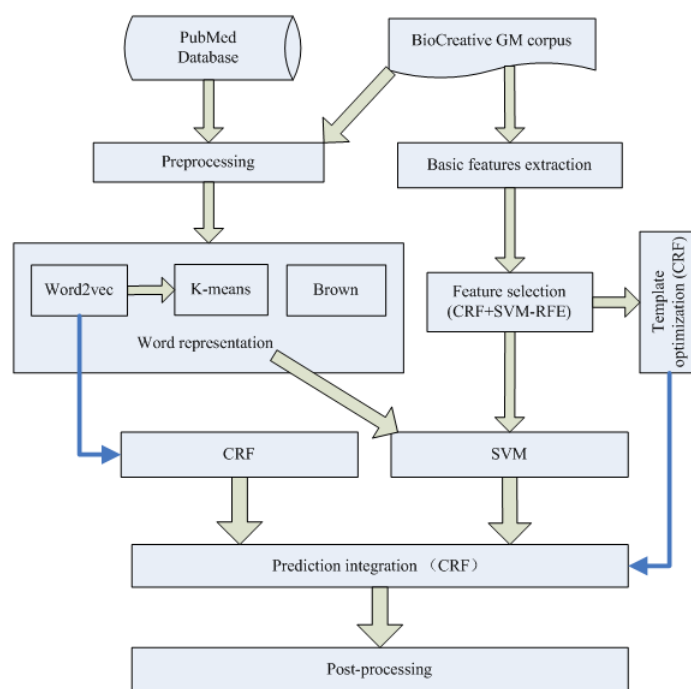 PubMed
Database
BioCreative GM corpus
Preprocessing
Basic features extraction
Word2vec
K-means
Brown
Word representation
Feature selection
(CRF+SVM-RFE)
Template
optimization (CRF)
CRF
SVM
Prediction integration （CRF）
Post-processing